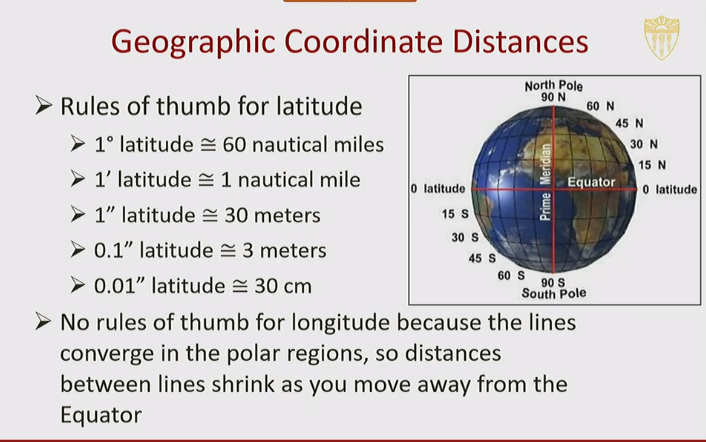 Geographic Coordinate Distances
➢ Rules of thumb for latitude
➢ 1° latitude ≅ 60 nautical miles
➢ 1′ latitude ≅ 1 nautical mile
➢ 1″ latitude ≅ 30 meters
➢ 0.1″ latitude ≅ 3 meters
➢ 0.01″ latitude ≅ 30 cm
➢ No rules of thumb for longitude because the lines
converge in the polar regions, so distances
between lines shrink as you move away from the
Equator
North Pole
90 N
60 N
45 N
30 N
15 N
Prime Meridian
Equator
0 latitude
0 latitude
15 S
30 S
45 S
60 S
90 S
South Pole